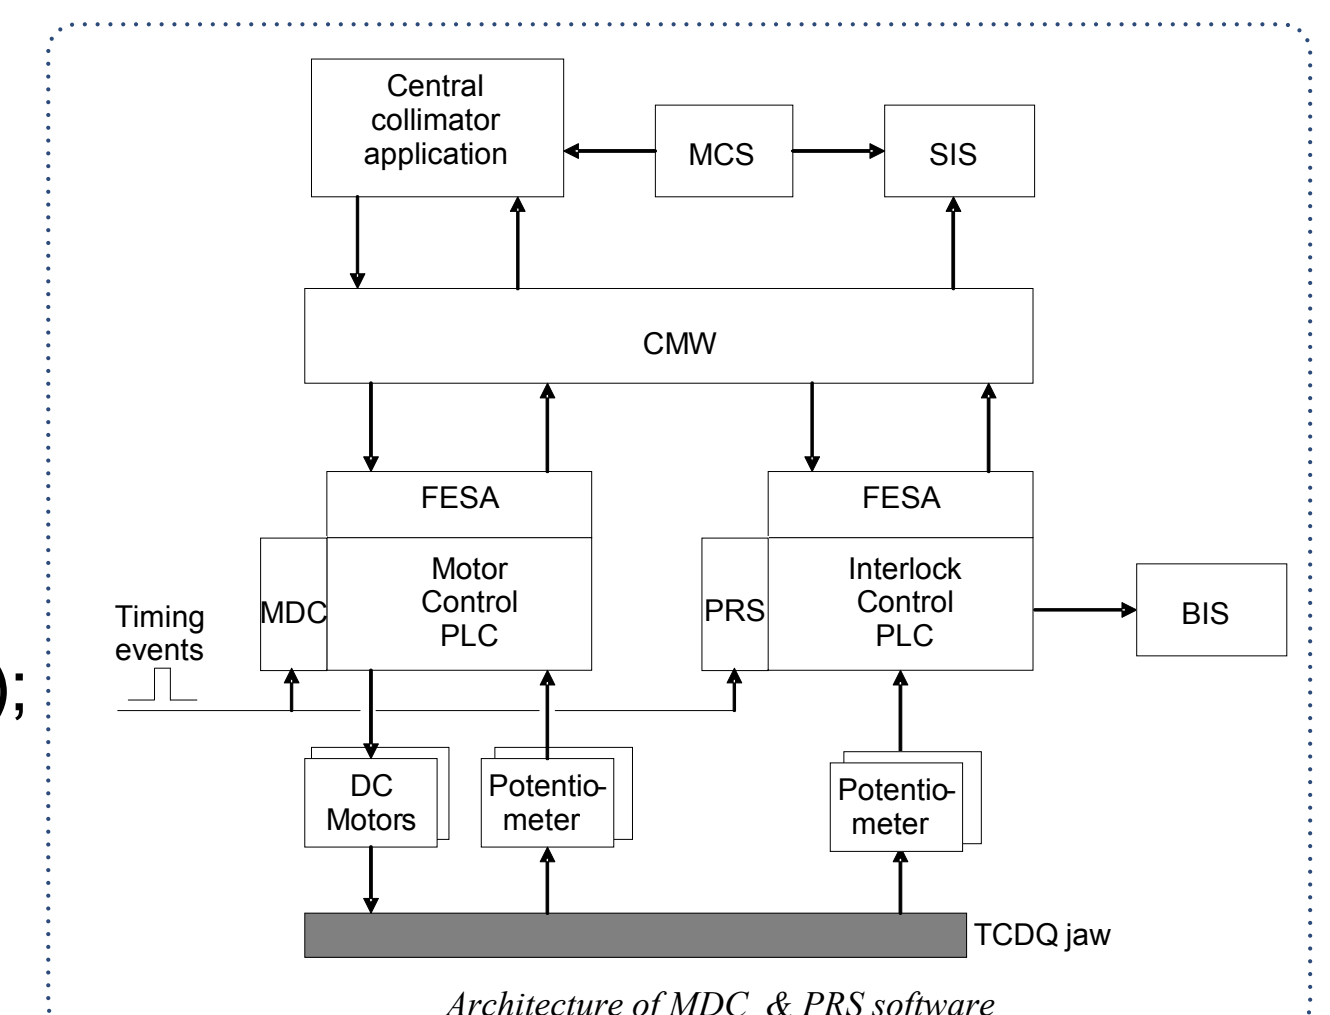 Central
collimator
application
MCS
SIS
CMW
FESA
FESA
MDC
Motor
Control
PLC
PRS
Interlock
Control
PLC
BIS
Timing
events
);
DC
Motors
Potentio-
meter
Potentio-
meter
TCDQ jaw
Architecture of MDC & PRS software